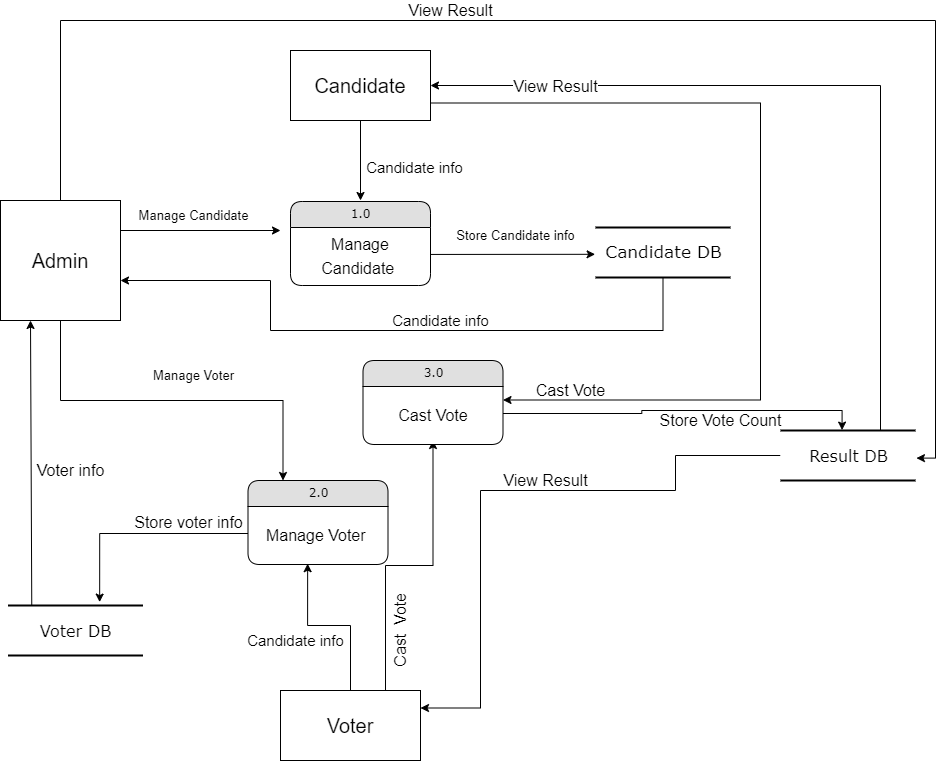 View Result
Candidate
View Result
Candidate info
1.0
Manage Candidate
Manage
Candidate
Store Candidate info
Candidate DB
Admin
Candidate info
Manage Voter
3.0
Cast Vote
Cast Vote
Store Vote Count
Result DB
Voter info
View Result
2.0
Manage Voter
Store voter info
Voter DB
Candidate info
Cast Vote
Voter